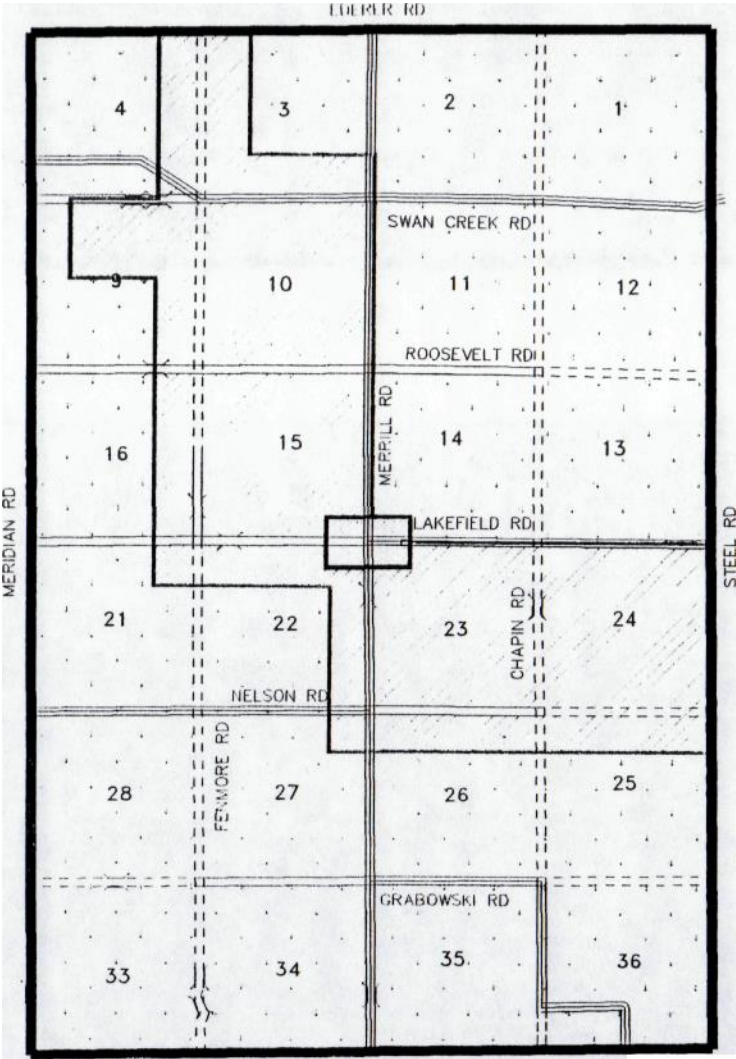 EDERER RD
4
3
2
1
SWAN CREEK RD
9
10
11
12
ROOSEVELT RD
MERRILL RD
16
15
14
13
MERIDIAN RD
LAKEFIELD RD
STEEL RD
21
22
23
CHAPIN RD
24
NELSON RD
FENMORE RD
28
27
26
25
GRABOWSKI RD
33
34
35
36